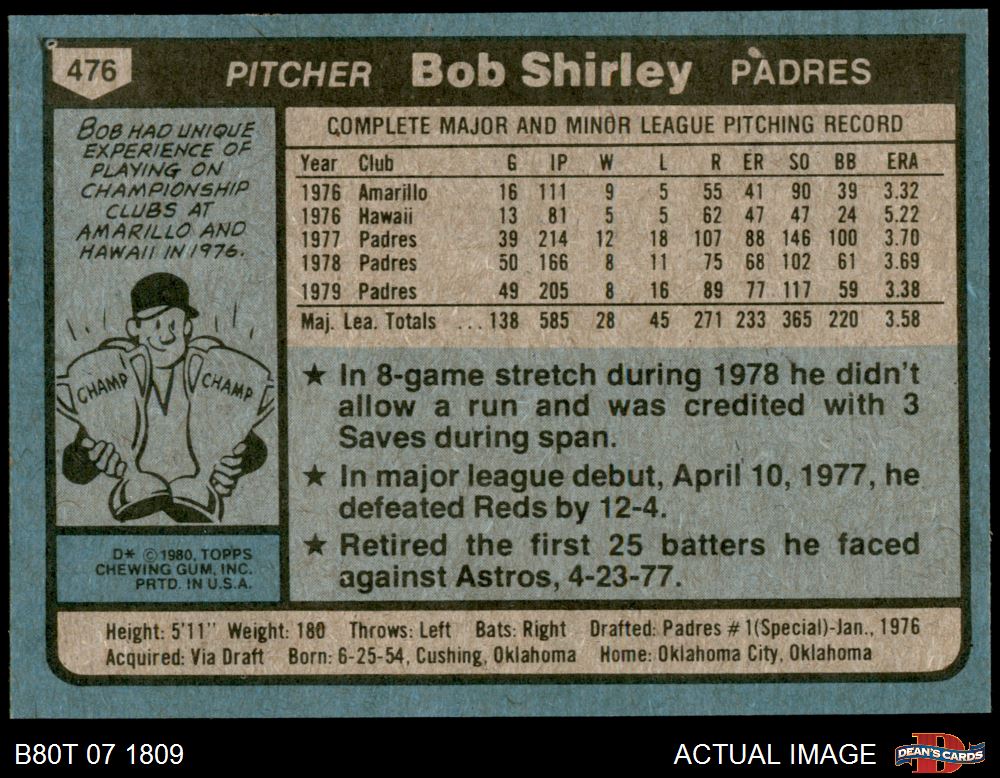 476 PITCHER Bob Shirley PADRES
BOB HAD UNIQUE
EXPERIENCE OF
PLAYING ON
CHAMPIONSHIP
CLUBS AT
AMARILLO AND
HAWAII IN 1976.
CHAMP CHAMP
D* © 1980, TOPPS
CHEWING GUM, INC.
PRTD. IN U.S.A.
COMPLETE MAJOR AND MINOR LEAGUE PITCHING RECORD
Year Club G IP W L R ER SO BB ERA
1976 Amarillo 16 111 9 5 55 41 90 39 3.32
1976 Hawaii 13 81 5 5 62 47 47 24 5.22
1977 Padres 39 214 12 18 107 88 146 100 3.70
1978 Padres 50 166 8 11 75 68 102 61 3.69
1979 Padres 49 205 8 16 89 77 117 59 3.38
Maj. Lea. Totals ... 138 585 28 45 271 233 365 220 3.58
★ In 8-game stretch during 1978 he didn't
allow a run and was credited with 3
Saves during span.
★ In major league debut, April 10, 1977, he
defeated Reds by 12-4.
★ Retired the first 25 batters he faced
against Astros, 4-23-77.
Height: 5'11" Weight: 180 Throws: Left Bats: Right Drafted: Padres #1(Special)-Jan., 1976
Acquired: Via Draft Born: 6-25-54, Cushing, Oklahoma Home: Oklahoma City, Oklahoma
B80T 07 1809 ACTUAL IMAGE DEAN'S CARDS